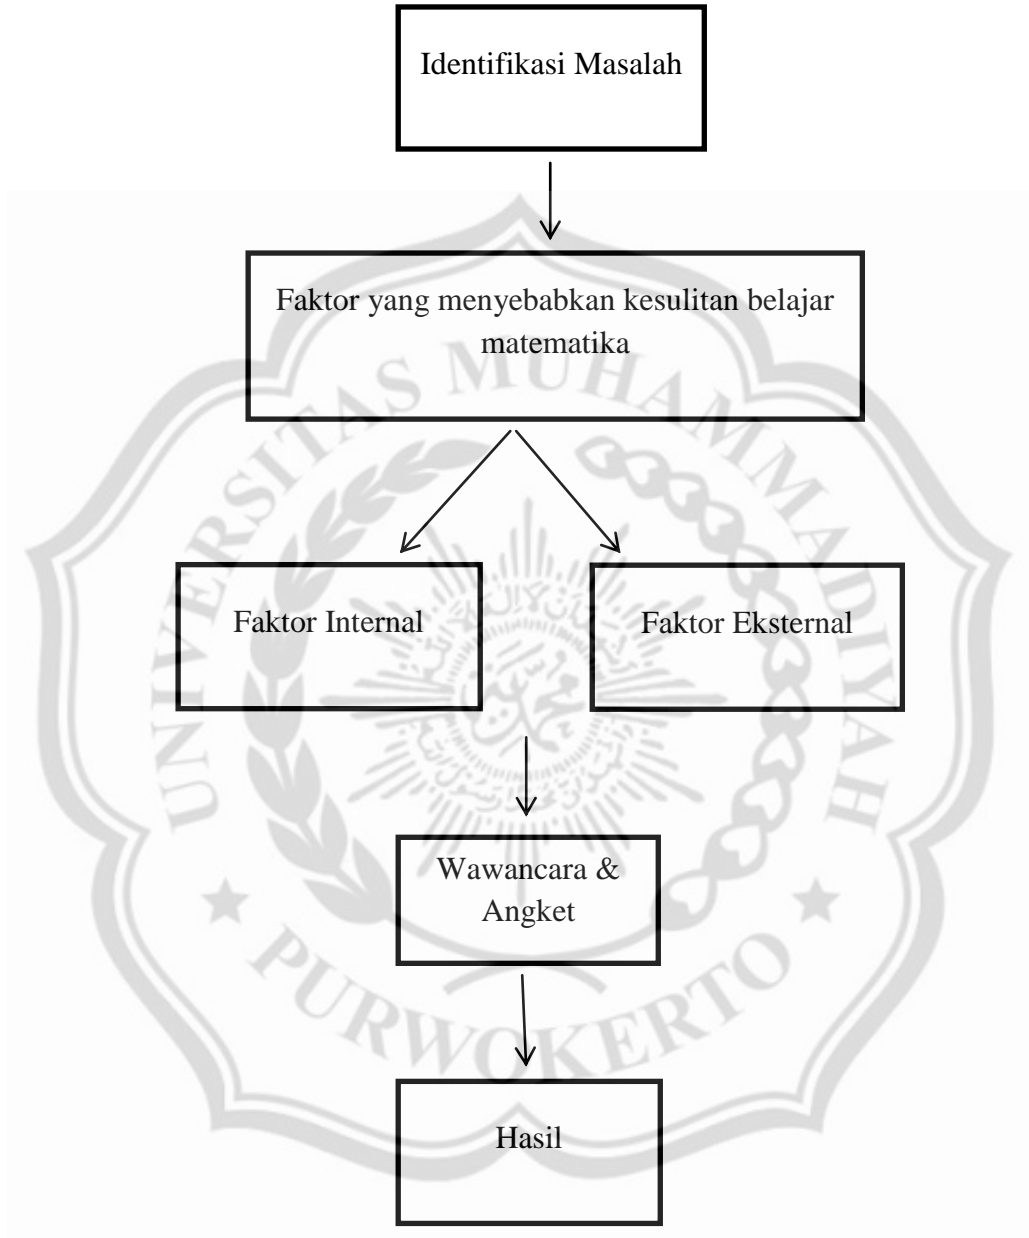 Identifikasi Masalah
Faktor yang menyebabkan kesulitan belajar
matematika
Faktor Internal
Faktor Eksternal
Wawancara &
Angket
Hasil
UNIVERSITAS MUHAMMADIYAH
PURWOKERTO